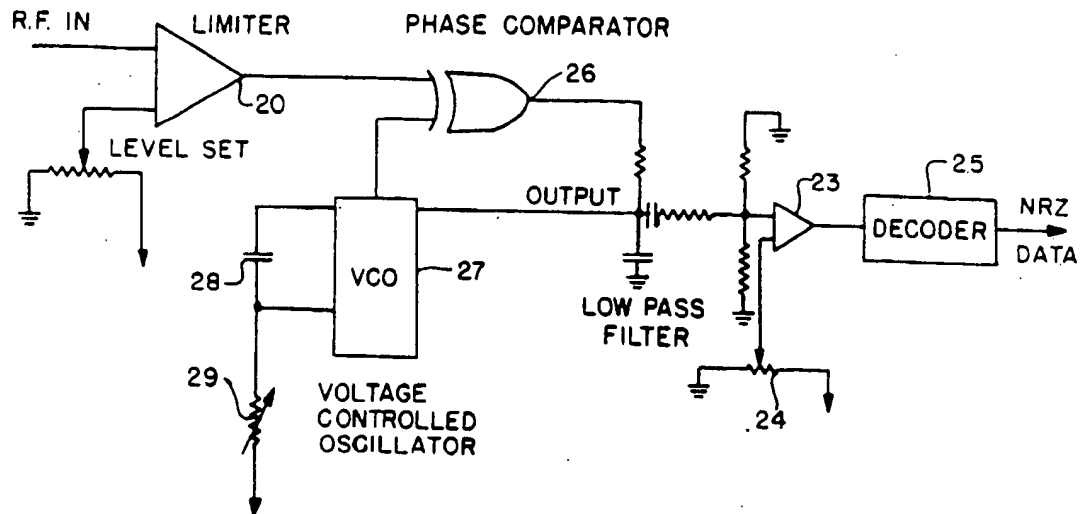 R.F. IN
LIMITER
PHASE COMPARATOR
20
26
LEVEL SET
OUTPUT
23
25
DECODER
NRZ
DATA
28
VCO
27
LOW PASS
FILTER
29
VOLTAGE
CONTROLLED
OSCILLATOR
.24